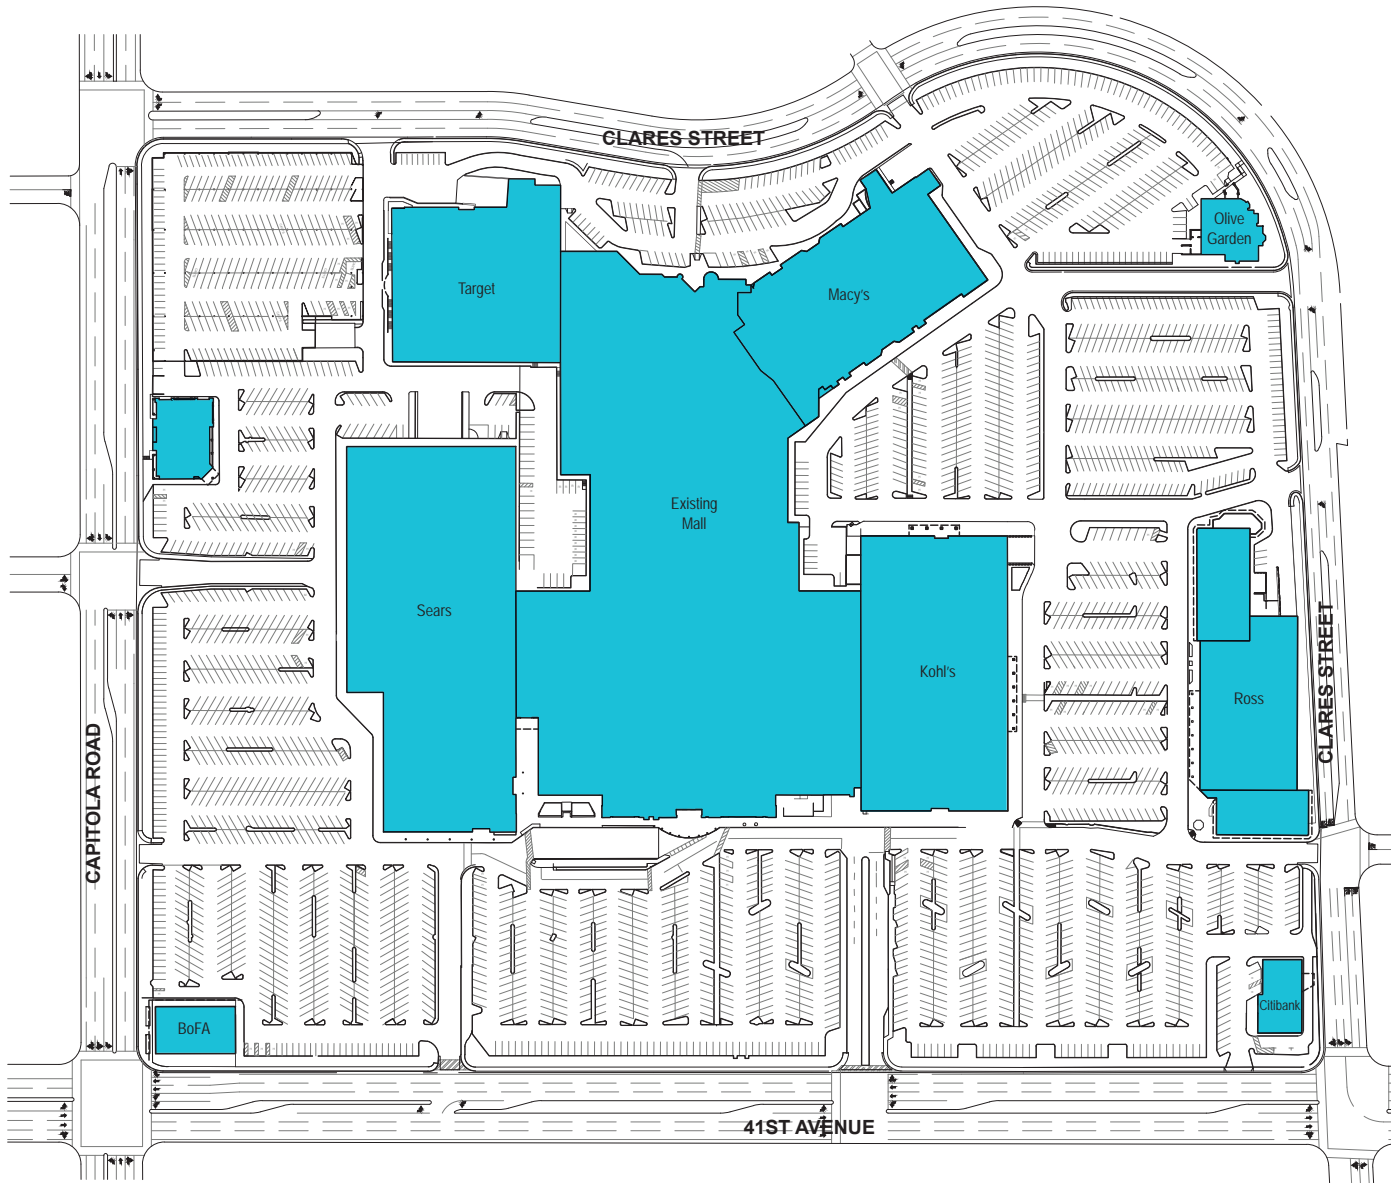 CLARES STREET
Olive
Garden
Target
Macy's
Existing
Mall
Sears
Kohl's
Ross
CLARES STREET
CAPITOLA ROAD
Citibank
BoFA
41ST AVENUE